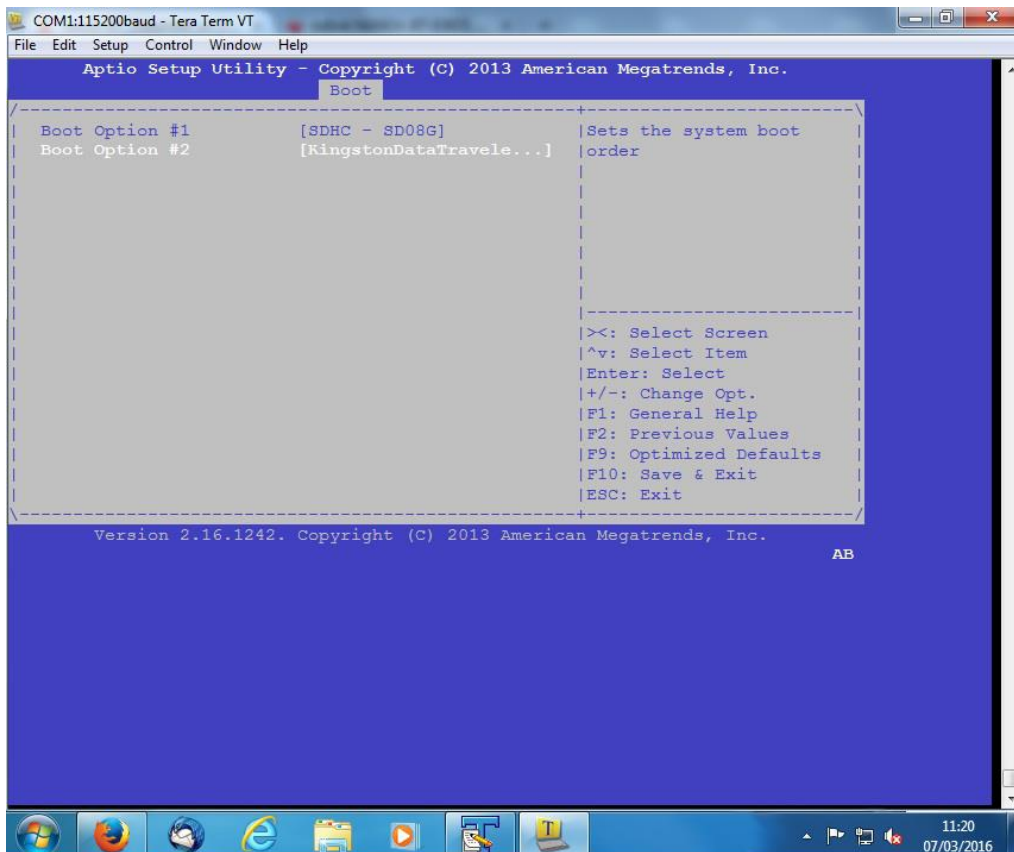 COM1:115200baud - Tera Term VT
File Edit Setup Control Window Help
Aptio Setup Utility - Copyright (C) 2013 American Megatrends, Inc.
Boot
Boot Option #1 [SDHC - SD08G] |Sets the system boot
Boot Option #2 [KingstonDataTravele...] |order
><: Select Screen
^v: Select Item
Enter: Select
+/-: Change Opt.
F1: General Help
F2: Previous Values
F9: Optimized Defaults
F10: Save & Exit
ESC: Exit
Version 2.16.1242. Copyright (C) 2013 American Megatrends, Inc.
AB
T
11:20
07/03/2016